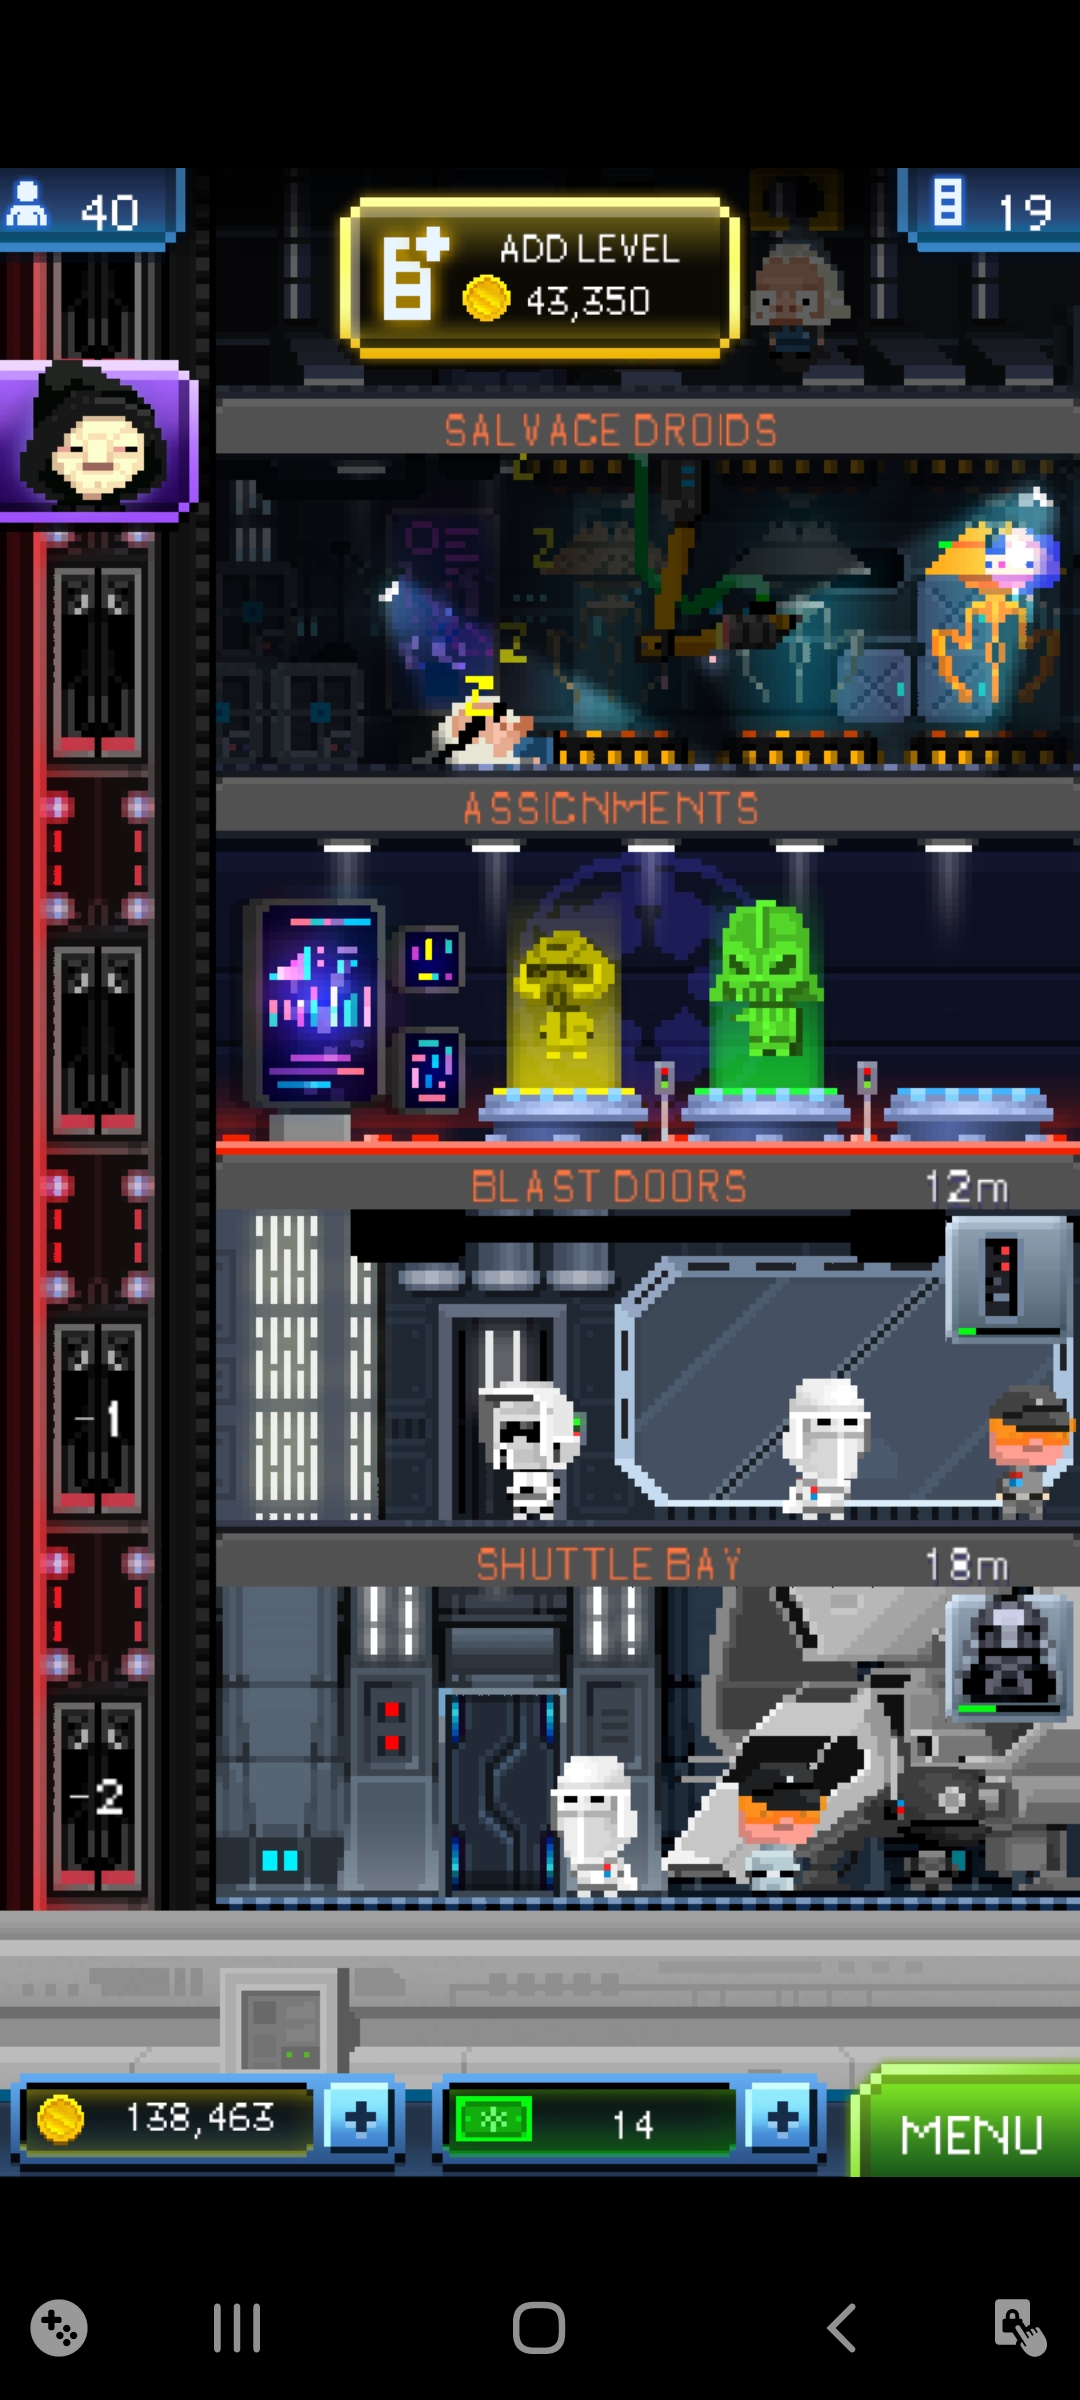 40
ADD LEVEL
43,350
19
SALVAGE DROIDS
Z
Z
Z
ASSIGNMENTS
BLAST DOORS 12m
-1
SHUTTLE BAY 18m
-2
138,463
14
MENU